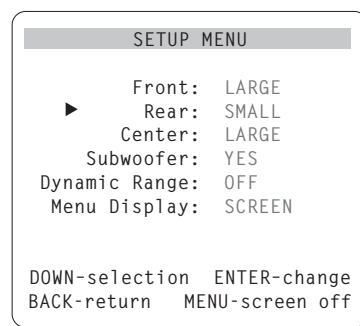 SETUP MENU
Front: LARGE
Rear: SMALL
Center: LARGE
Subwoofer: YES
Dynamic Range: OFF
Menu Display: SCREEN
DOWN-selection ENTER-change
BACK-return MENU-screen off